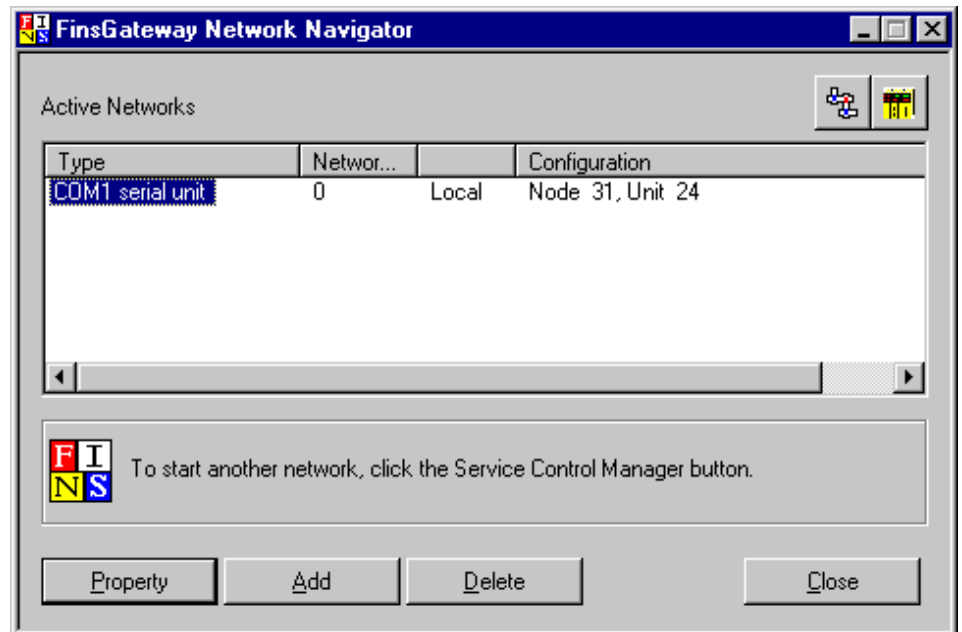 FinsGateway Network Navigator
Active Networks
Type Networ... Configuration
COM1 serial unit 0 Local Node 31, Unit 24
F I
N S
To start another network, click the Service Control Manager button.
Property Add Delete Close